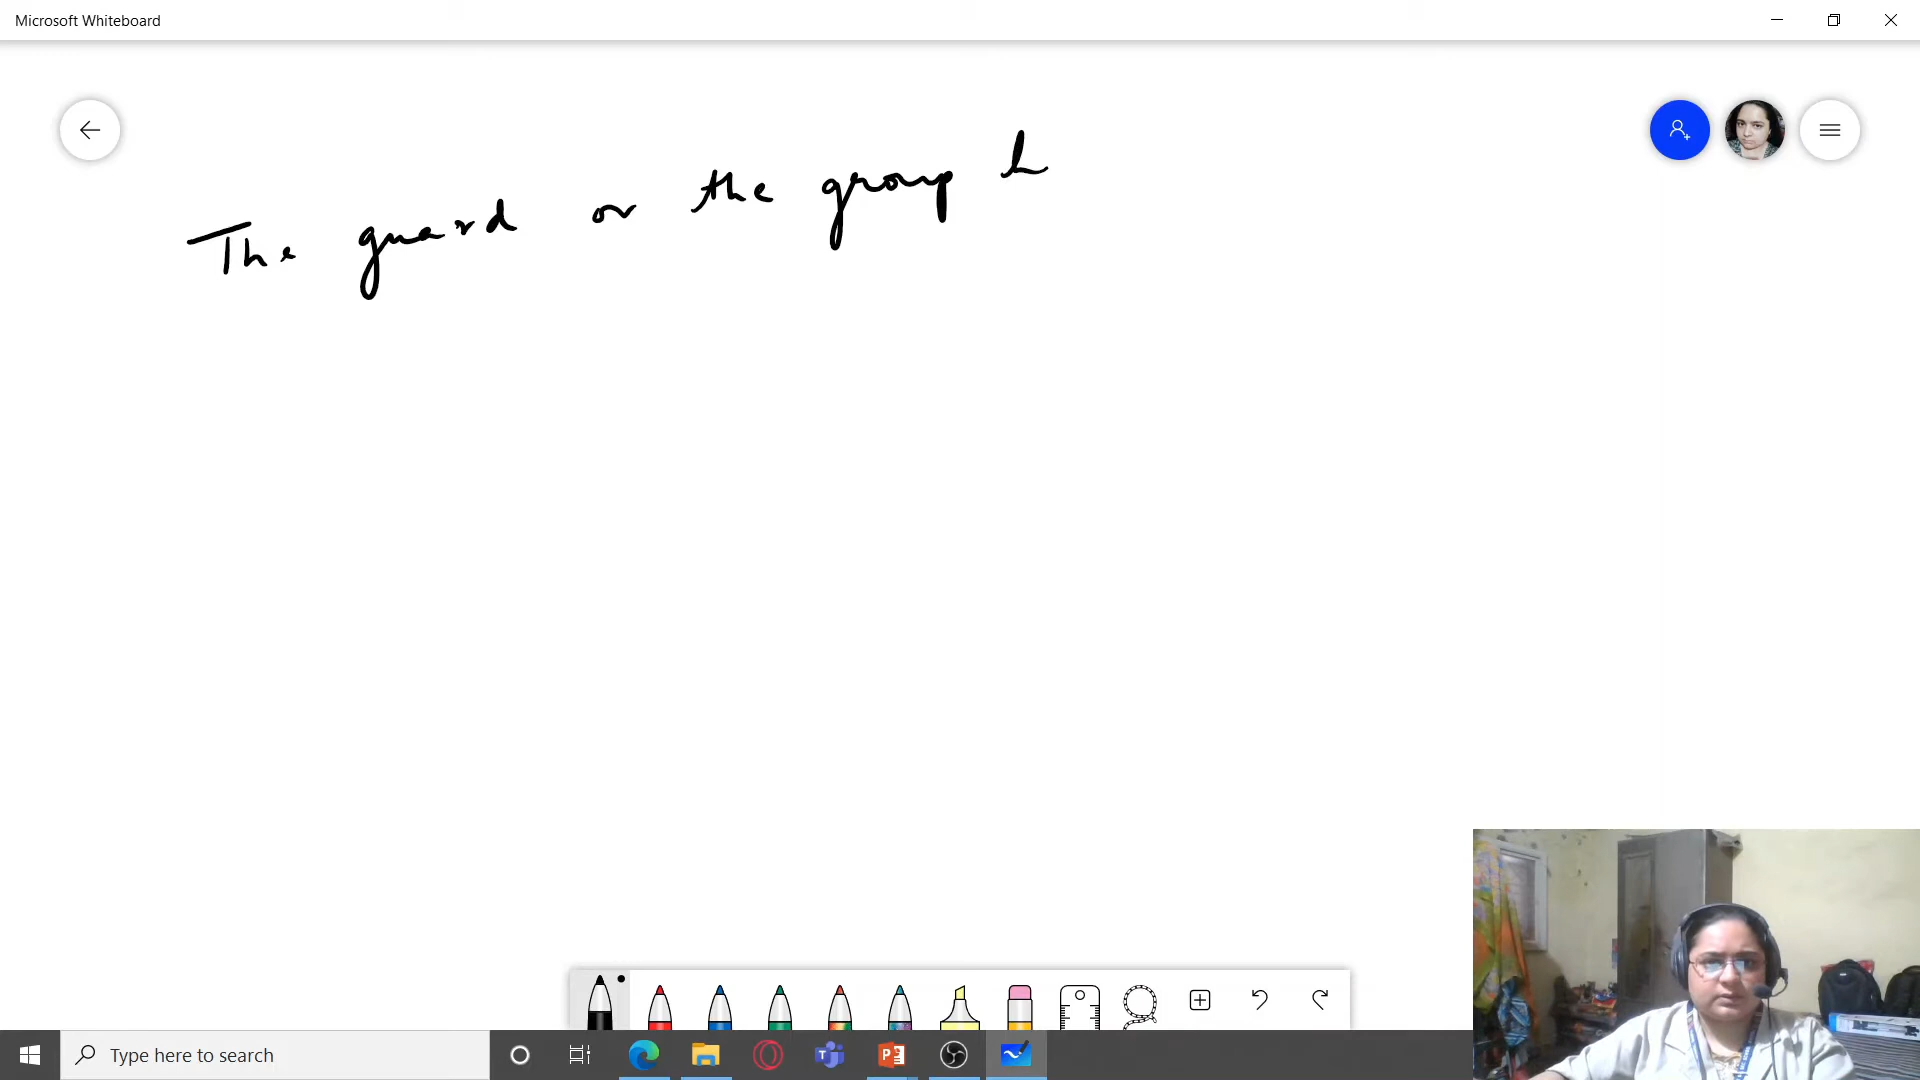 Microsoft Whiteboard
The guard or the group h
Type here to search